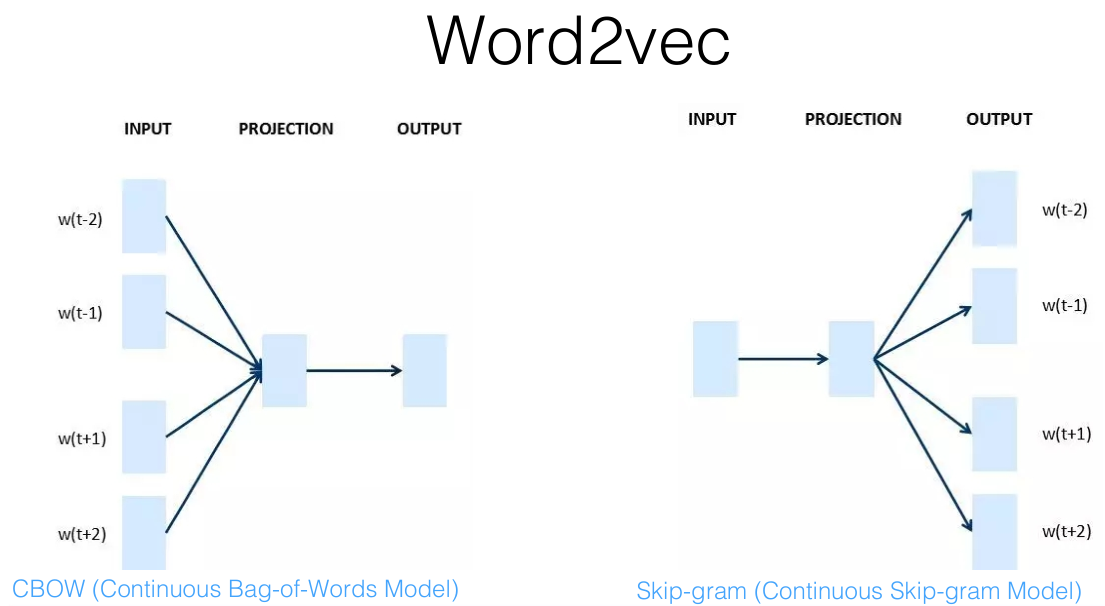 Word2vec
INPUT PROJECTION OUTPUT
w(t-2)
w(t-1)
w(t+1)
w(t+2)
CBOW (Continuous Bag-of-Words Model)
INPUT PROJECTION OUTPUT
w(t-2)
w(t-1)
w(t+1)
w(t+2)
Skip-gram (Continuous Skip-gram Model)